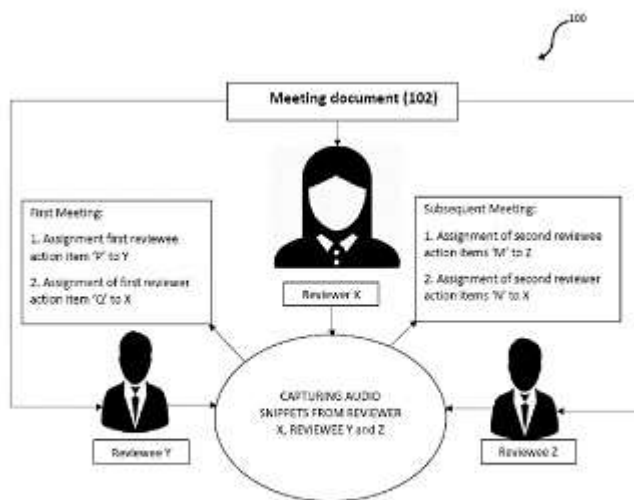 100
Meeting document (102)
First Meeting:
1. Assignment first reviewee
action item 'P' to Y
2. Assignment of first reviewer
action item 'Q' to X
Subsequent Meeting:
1. Assignment of second reviewee
action items 'M' to Z
2. Assignment of second reviewer
action items 'N' to X
Reviewer X
CAPTURING AUDIO
SNIPPETS FROM REVIEWER
X, REVIEWEE Y and Z
Reviewee Y
Reviewee Z